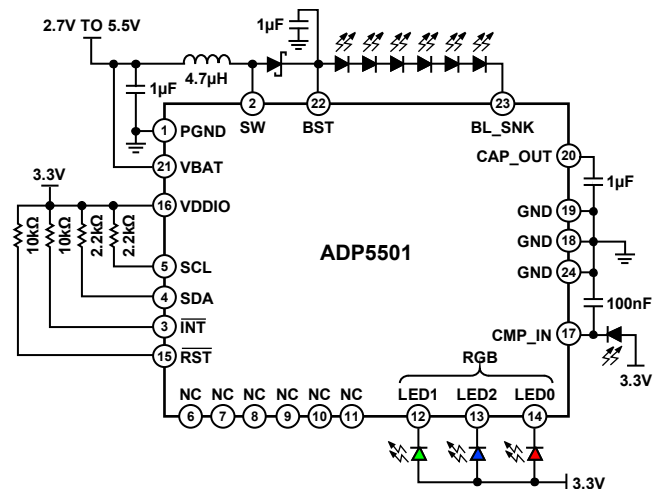 1µF
2.7V TO 5.5V
4.7µH
1µF
2
22
23
SW
BST
BL_SNK
1
PGND
CAP_OUT
20
21
VBAT
1µF
3.3V
16
VDDIO
GND
19
10kΩ
10kΩ
2.2kΩ
2.2kΩ
ADP5501
GND
18
5
SCL
GND
24
4
SDA
100nF
3
INT
CMP_IN
17
15
RST
RGB
3.3V
NC
NC
NC
NC
NC
NC
LED1
LED2
LED0
6
7
8
9
10
11
12
13
14
3.3V